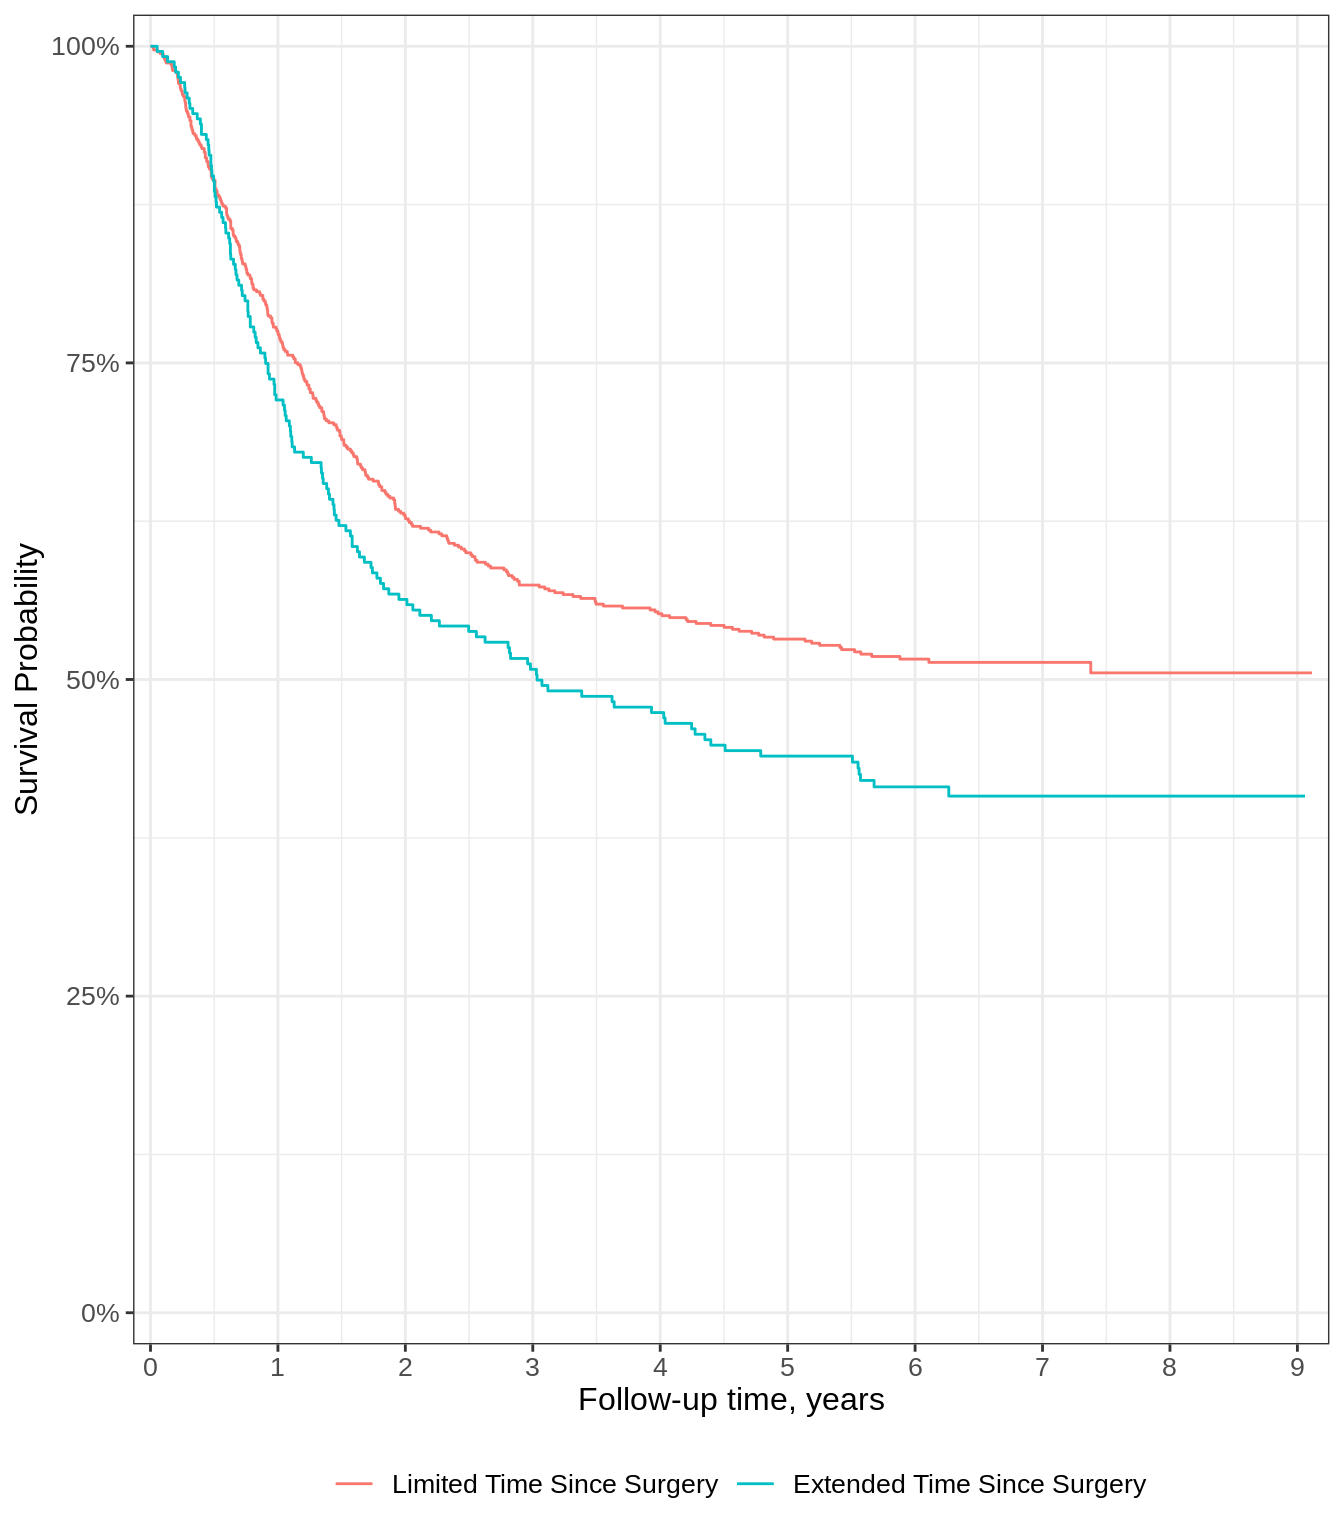 100%
75%
50%
25%
0%
Survival Probability
0 1 2 3 4 5 6 7 8 9
Follow-up time, years
Limited Time Since Surgery Extended Time Since Surgery